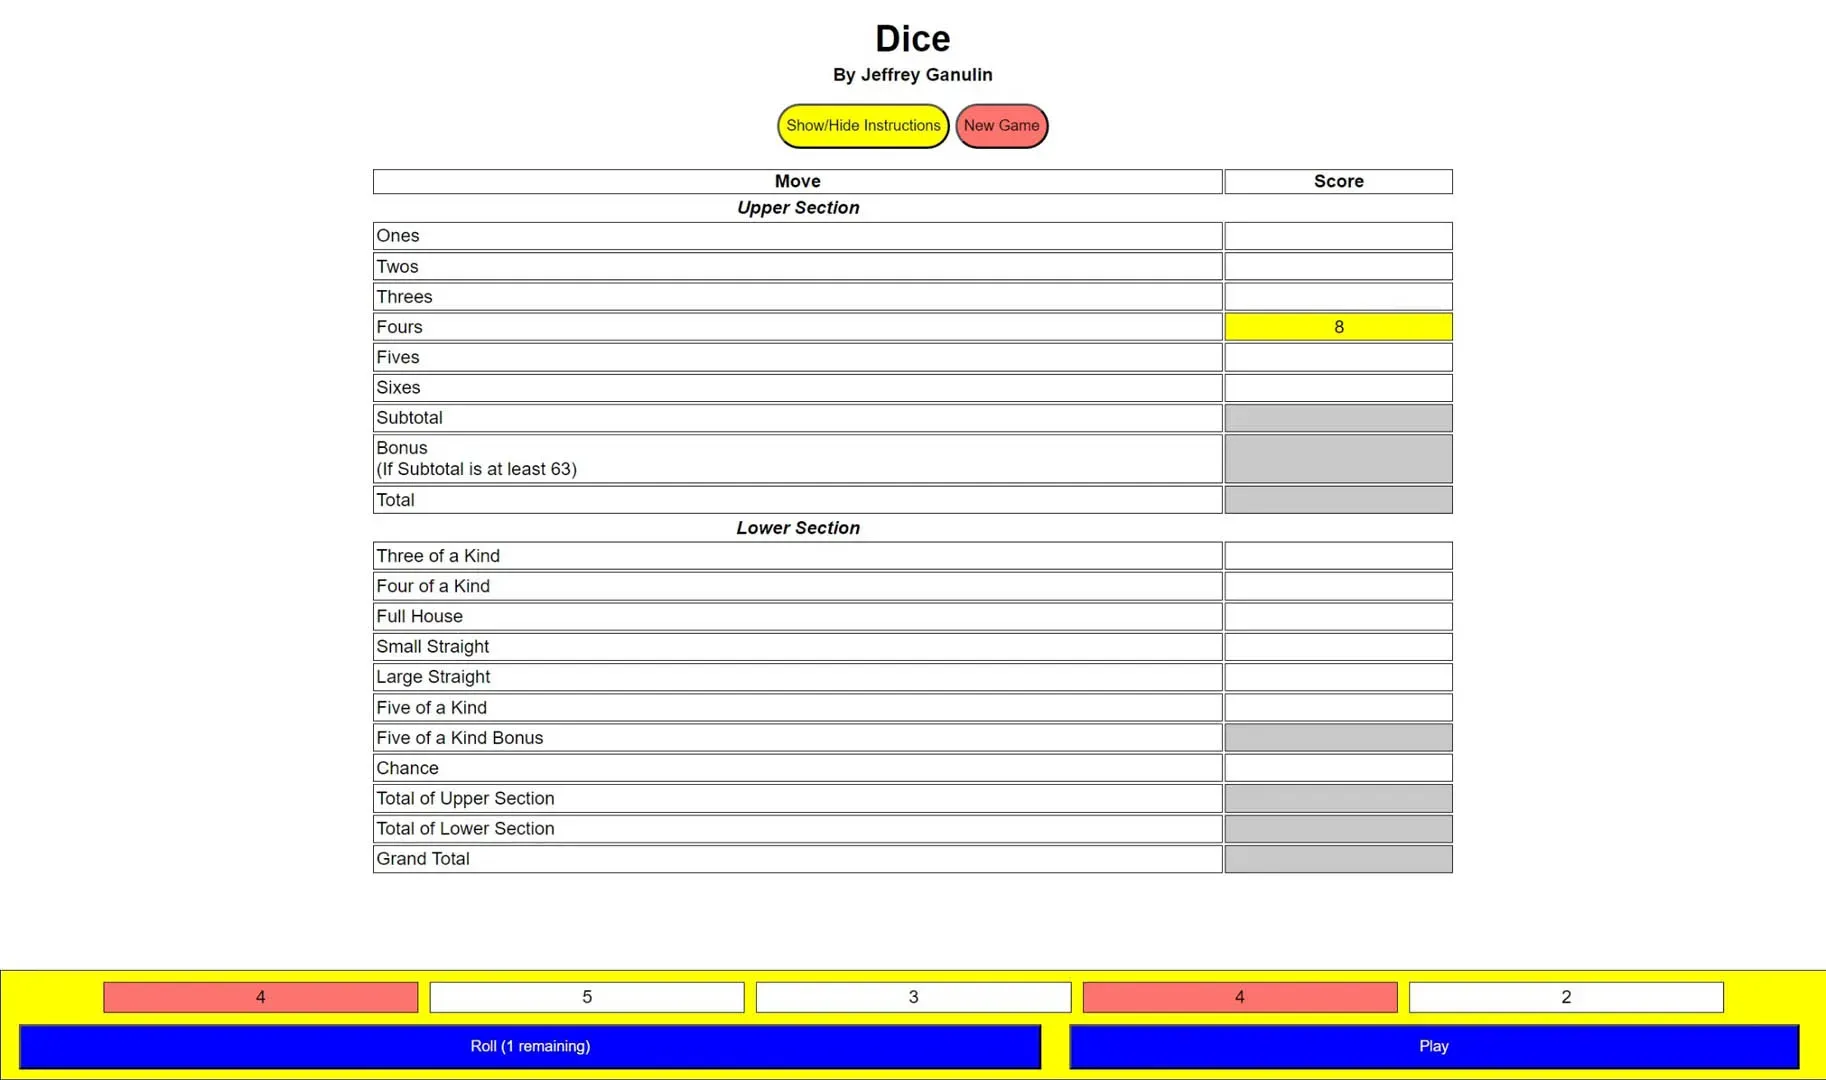 Dice
By Jeffrey Ganulin
Show/Hide Instructions New Game
Move Score
Upper Section
Ones
Twos
Threes
Fours 8
Fives
Sixes
Subtotal
Bonus
(If Subtotal is at least 63)
Total
Lower Section
Three of a Kind
Four of a Kind
Full House
Small Straight
Large Straight
Five of a Kind
Five of a Kind Bonus
Chance
Total of Upper Section
Total of Lower Section
Grand Total
4 5 3 4 2
Roll (1 remaining) Play